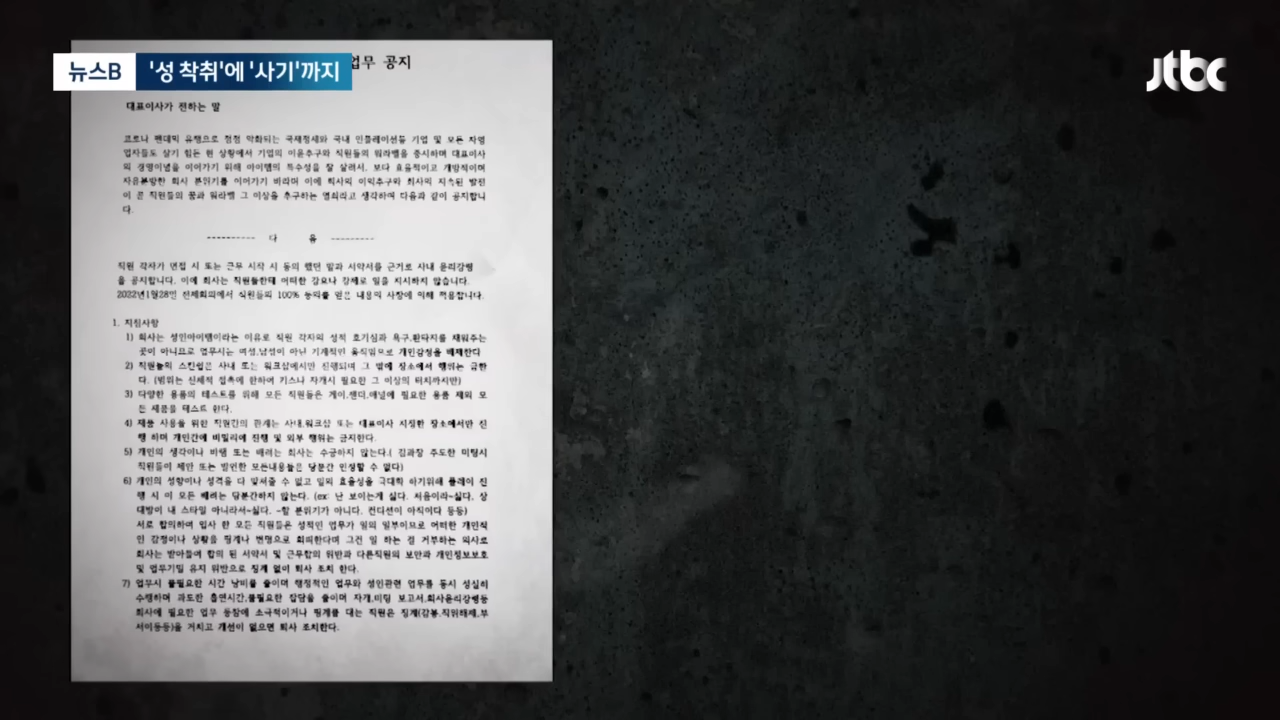 뉴스B
'성 착취'에 '사기'까지
jtbc
업무 공지
대표이사가 전하는 말
코로나 팬데믹 유행으로 점점 악화되는 국제정세와 국내 인플레이션등 기업 및 모든 자영
업자들도 살기 힘든 현 상황에서 기업의 이윤추구와 직원들의 워라벨을 중시하며 대표이사
의 경영이념을 이어가기 위해 아이템의 특수성을 잘 살려서, 보다 효율적이고 개방적이며
자유분방한 회사 분위기를 이어가기 바라며 이에 회사의 이익추구와 회사의 지속된 발전
이 곧 직원들의 꿈과 워라벨 그 이상을 추구하는 열쇠라고 생각하여 다음과 같이 공지합니
다.
---------- 다 음 ---------
직원 각자가 면접 시 또는 근무 시작 시 동의 했던 말과 서약서를 근거로 사내 윤리강령
을 공지합니다. 이에 회사는 직원들한테 어떠한 강요나 강제로 일을 지시하지 않습니다.
2022년1월28일 전체회의에서 직원들의 100% 동의를 받은 내용의 사항에 의해 적용합니다.
1. 지침사항
1) 회사는 성인아이템이라는 이유로 직원 각자의 성적 호기심과 욕구,환타지를 채워주는
곳이 아니므로 업무시는 여성,남성이 아닌 기계적인 움직임으로 개인감정을 배제한다
2) 직원들의 스킨쉽은 사내 또는 워크샵에서만 진행되며 그 밖에 장소에서 행위는 금한
다. (범위는 신체적 접촉에 한하여 키스나 자개시 필요한 그 이상의 터치까지만)
3) 다양한 용품의 테스트를 위해 모든 직원들은 게이,핸디,애널에 필요한 용품 제외 모
든 제품을 테스트 한다.
4) 제품 사용을 위한 직원간의 관계는 사내,워크샵 또는 대표이사 지정한 장소에서만 진
행 하며 개인간에 비밀리에 진행 및 외부 행위는 금지한다.
5) 개인의 생각이나 바램 또는 배려는 회사는 수긍하지 않는다.( 김과장 주도한 미팅시
직원들이 제안 또는 발언한 모든내용들은 당분간 인정할 수 없다)
6) 개인의 성향이나 성격을 다 맞춰줄 수 없고 일의 효율성을 극대화 하기위해 플레이 진
행 시 이 모든 배려는 당분간하지 않는다. (ex: 난 보이는게 싫다. 처음이라~싫다. 상
대방이 내 스타일 아니라서~싫다. ~할 분위기가 아니다. 컨디션이 아직이다 등등)
서로 합의하여 입사 한 모든 직원들은 성적인 업무가 일의 일부이므로 어떠한 개인적
인 감정이나 상황을 핑계나 변명으로 회피한다며 그건 일 하는 걸 거부하는 의사로
회사는 받아들여 합의 된 서약서 및 근무합의 위반과 다른직원의 보안과 개인정보보호
및 업무기밀 유지 위반으로 징계 없이 퇴사 조치 한다.
7) 업무시 불필요한 시간 낭비를 줄이며 행정적인 업무와 성인관련 업무를 동시 성실히
수행하며 과도한 흡연시간,불필요한 잡담을 줄이며 자개,미팅 보고서,회사윤리강령등
회사에 필요한 업무 동참에 소극적이거나 핑계를 대는 직원은 징계(감봉,직위해제,부
서이동등)을 거치고 개선이 없으면 퇴사 조치한다.